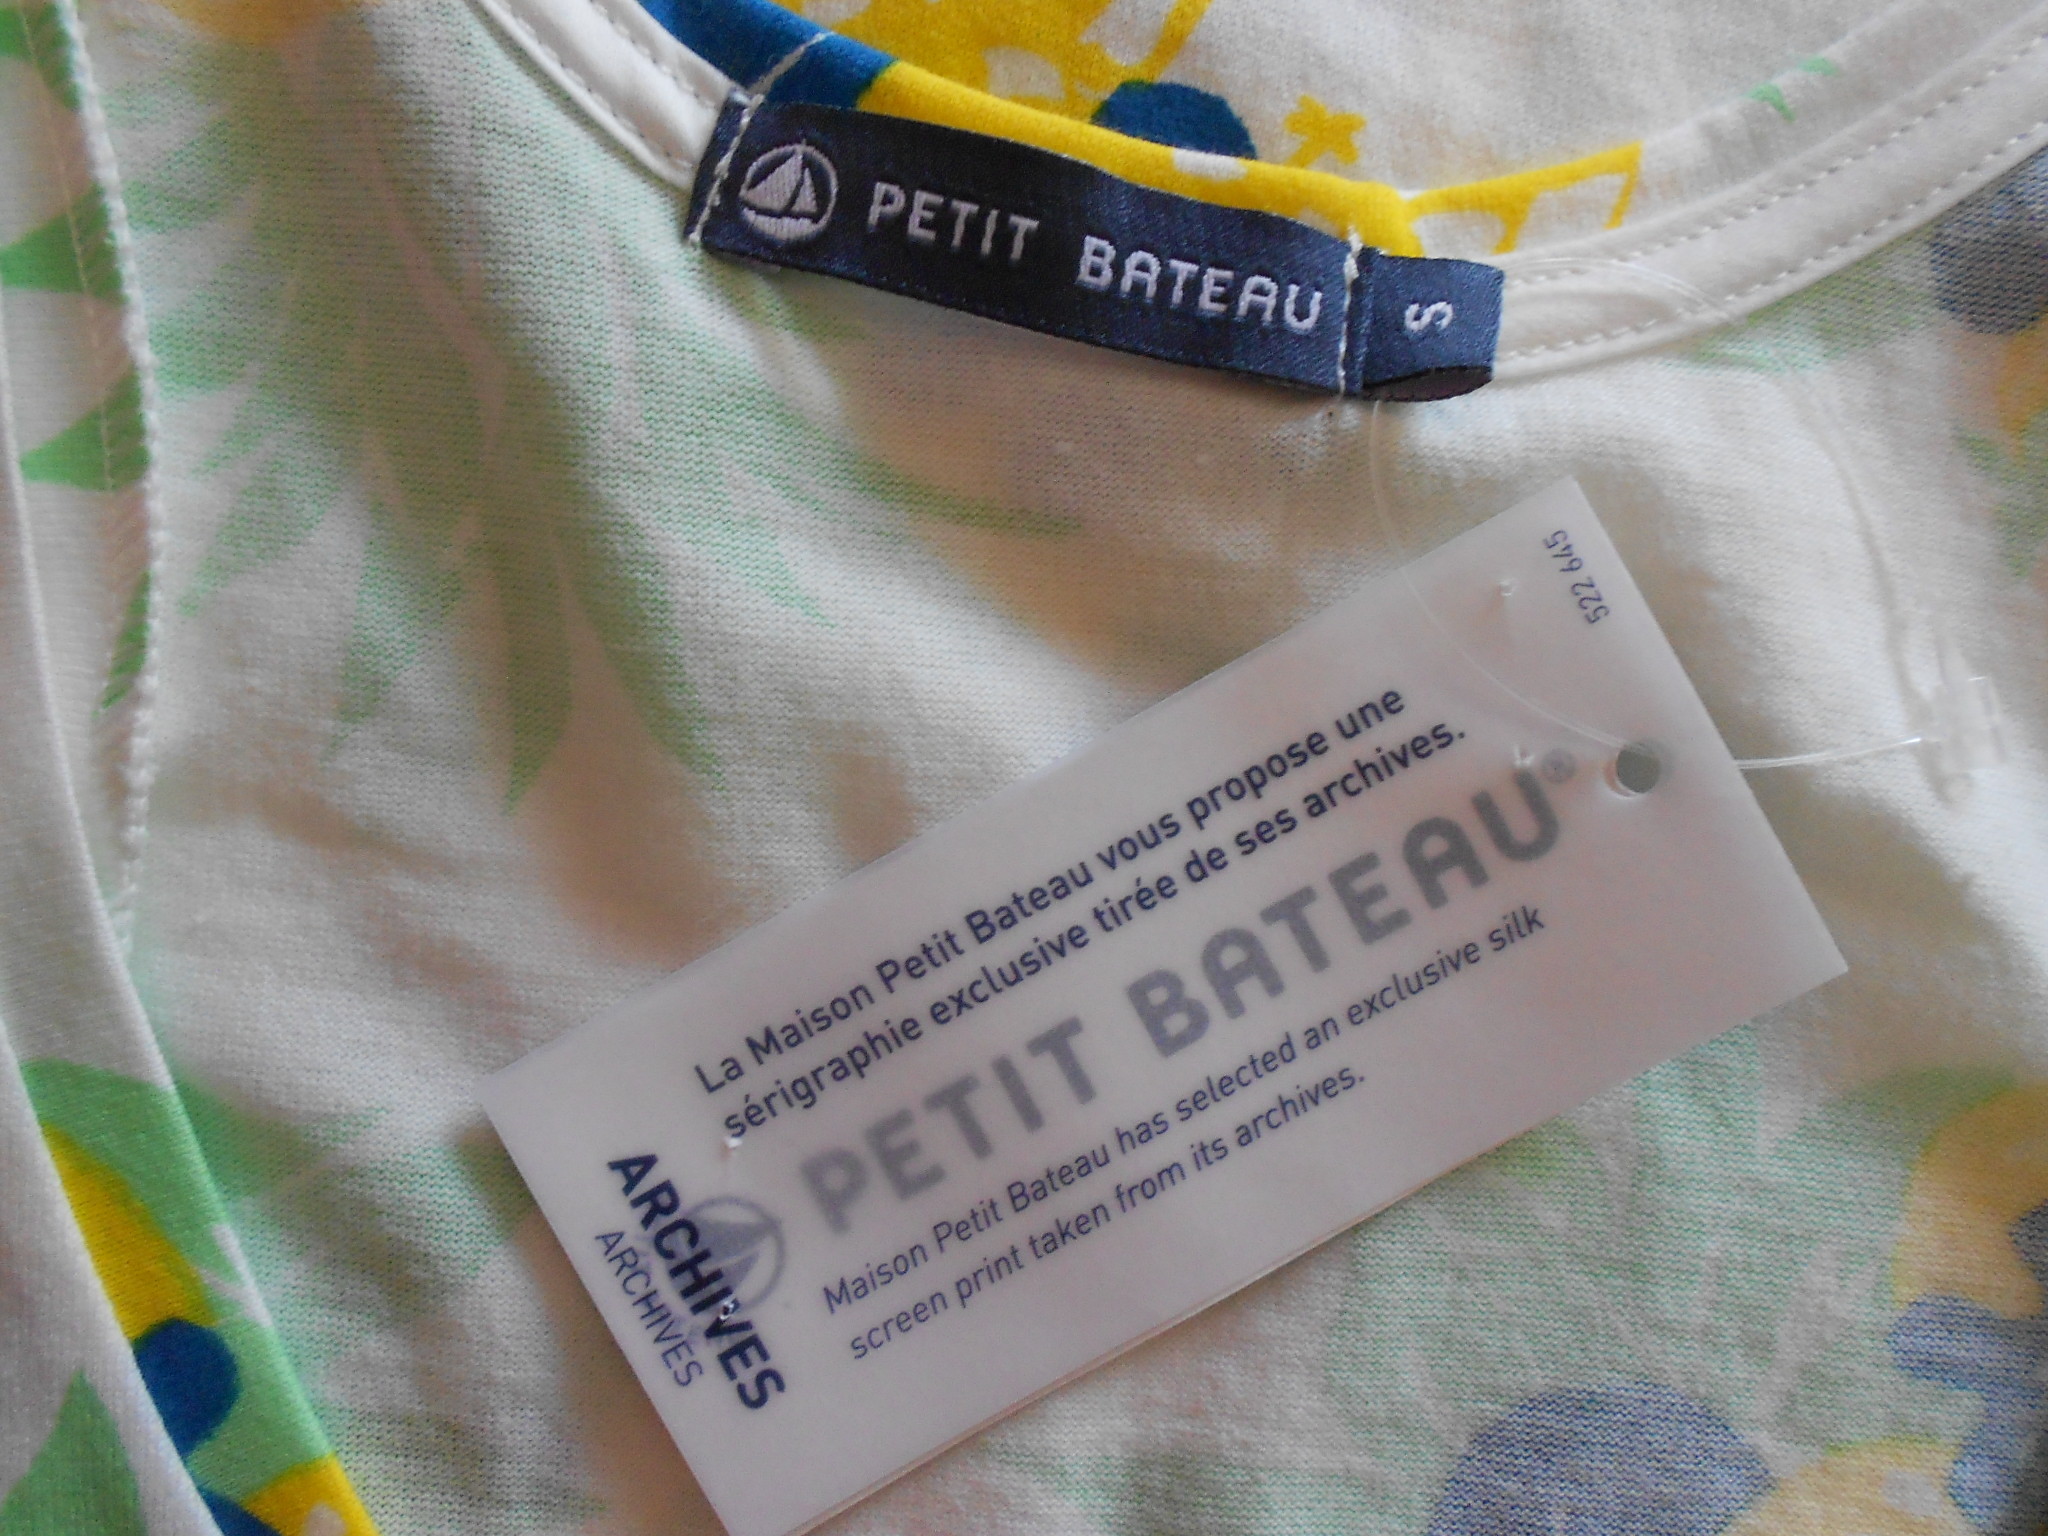 PETIT BATEAU
S
522 645
La Maison Petit Bateau vous propose une
sérigraphie exclusive tirée de ses archives.
PETIT BATEAU®
Maison Petit Bateau has selected an exclusive silk
screen print taken from its archives.
ARCHIVES
ARCHIVES